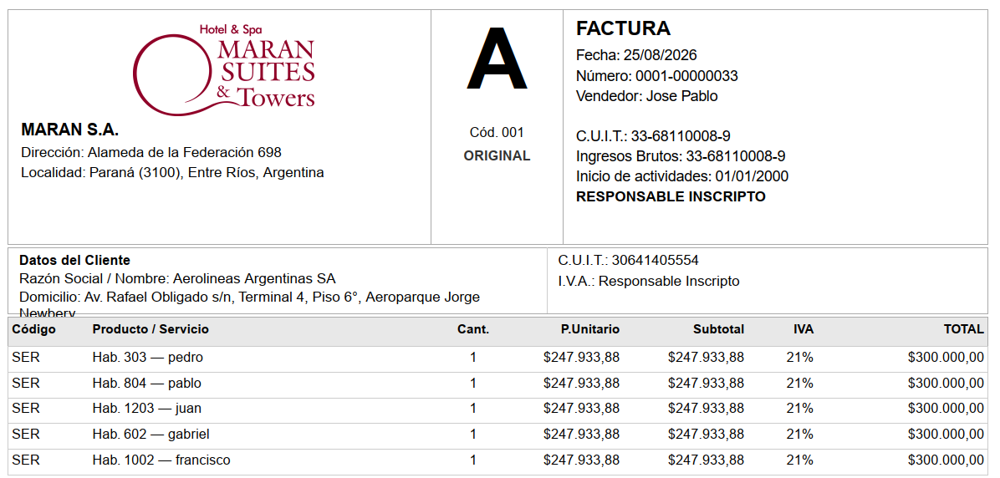 Hotel & Spa
MARAN
SUITES
& Towers
MARAN S.A.
Dirección: Alameda de la Federación 698
Localidad: Paraná (3100), Entre Ríos, Argentina
A
Cód. 001
ORIGINAL
FACTURA
Fecha: 25/08/2026
Número: 0001-00000033
Vendedor: Jose Pablo
C.U.I.T.: 33-68110008-9
Ingresos Brutos: 33-68110008-9
Inicio de actividades: 01/01/2000
RESPONSABLE INSCRIPTO
Datos del Cliente
Razón Social / Nombre: Aerolineas Argentinas SA
Domicilio: Av. Rafael Obligado s/n, Terminal 4, Piso 6°, Aeroparque Jorge
Newbery
C.U.I.T.: 30641405554
I.V.A.: Responsable Inscripto
Código Producto / Servicio Cant. P.Unitario Subtotal IVA TOTAL
SER Hab. 303 — pedro 1 $247.933,88 $247.933,88 21% $300.000,00
SER Hab. 804 — pablo 1 $247.933,88 $247.933,88 21% $300.000,00
SER Hab. 1203 — juan 1 $247.933,88 $247.933,88 21% $300.000,00
SER Hab. 602 — gabriel 1 $247.933,88 $247.933,88 21% $300.000,00
SER Hab. 1002 — francisco 1 $247.933,88 $247.933,88 21% $300.000,00